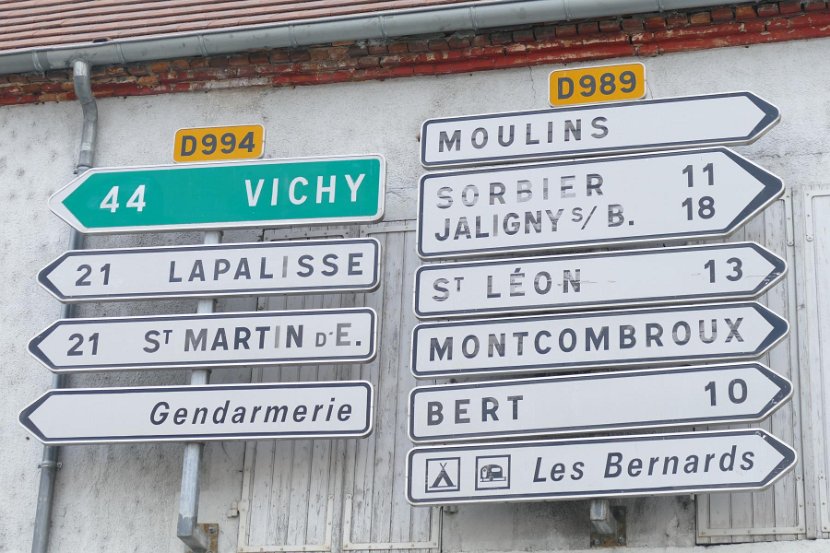 D994
44 VICHY
21 LAPALISSE
21 ST MARTIN D'E.
Gendarmerie
D989
MOULINS
SORBIER 11
JALIGNY S/ B. 18
ST LÉON 13
MONTCOMBROUX
BERT 10
Les Bernards